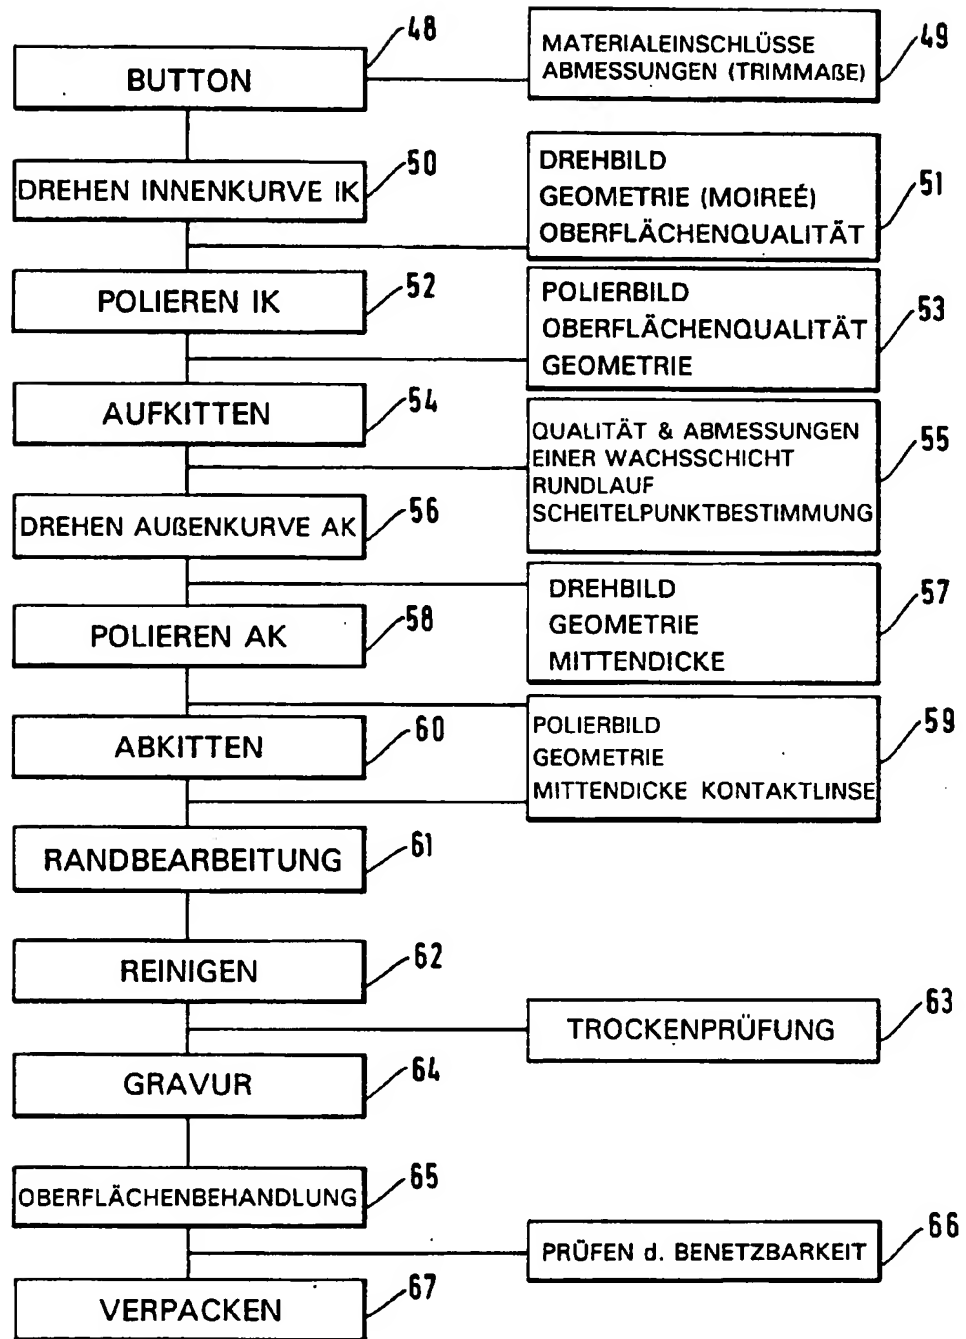 48
BUTTON
49
MATERIALEINSCHLÜSSE
ABMESSUNGEN (TRIMMAßE)
50
DREHEN INNENKURVE IK
51
DREHBILD
GEOMETRIE (MOIREÉ)
OBERFLÄCHENQUALITÄT
52
POLIEREN IK
53
POLIERBILD
OBERFLÄCHENQUALITÄT
GEOMETRIE
54
AUFKITTEN
55
QUALITÄT & ABMESSUNGEN
EINER WACHSSCHICHT
RUNDLAUF
SCHEITELPUNKTBESTIMMUNG
56
DREHEN AUßENKURVE AK
57
DREHBILD
GEOMETRIE
MITTENDICKE
58
POLIEREN AK
59
POLIERBILD
GEOMETRIE
MITTENDICKE KONTAKTLINSE
60
ABKITTEN
61
RANDBEARBEITUNG
62
REINIGEN
63
TROCKENPRÜFUNG
64
GRAVUR
65
OBERFLÄCHENBEHANDLUNG
66
PRÜFEN d. BENETZBARKEIT
67
VERPACKEN